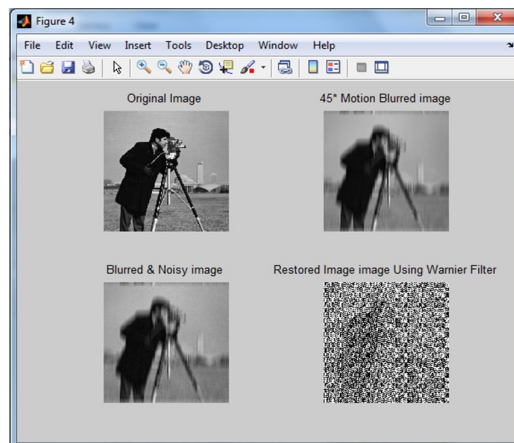 Figure 4
File Edit View Insert Tools Desktop Window Help
Original Image
45* Motion Blurred image
Blurred & Noisy image
Restored Image image Using Warnier Filter